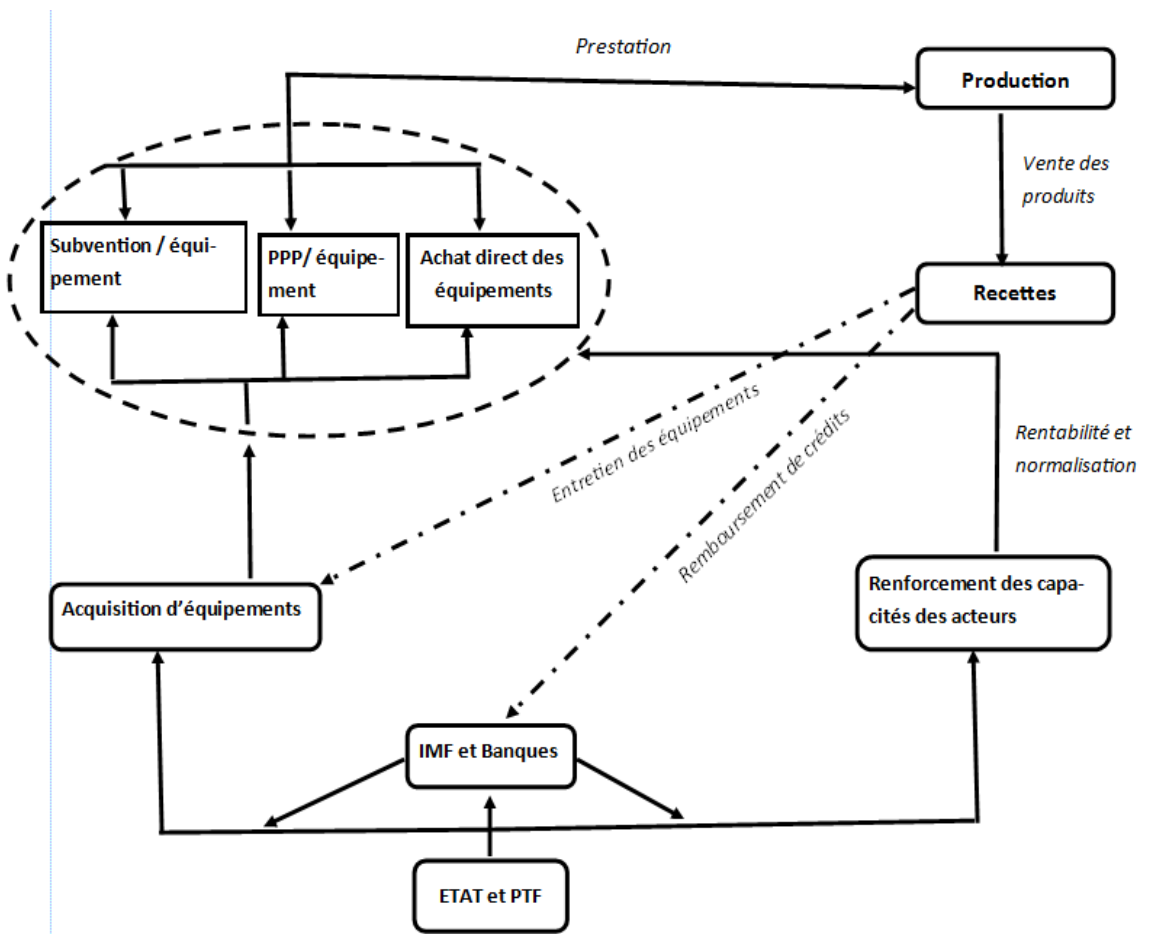 Prestation
Production
Vente des
produits
Subvention / équi-
pement
PPP/ équipe-
ment
Achat direct des
équipements
Recettes
Entretien des équipements
Remboursement de crédits
Rentabilité et
normalisation
Acquisition d’équipements
Renforcement des capa-
cités des acteurs
IMF et Banques
ETAT et PTF